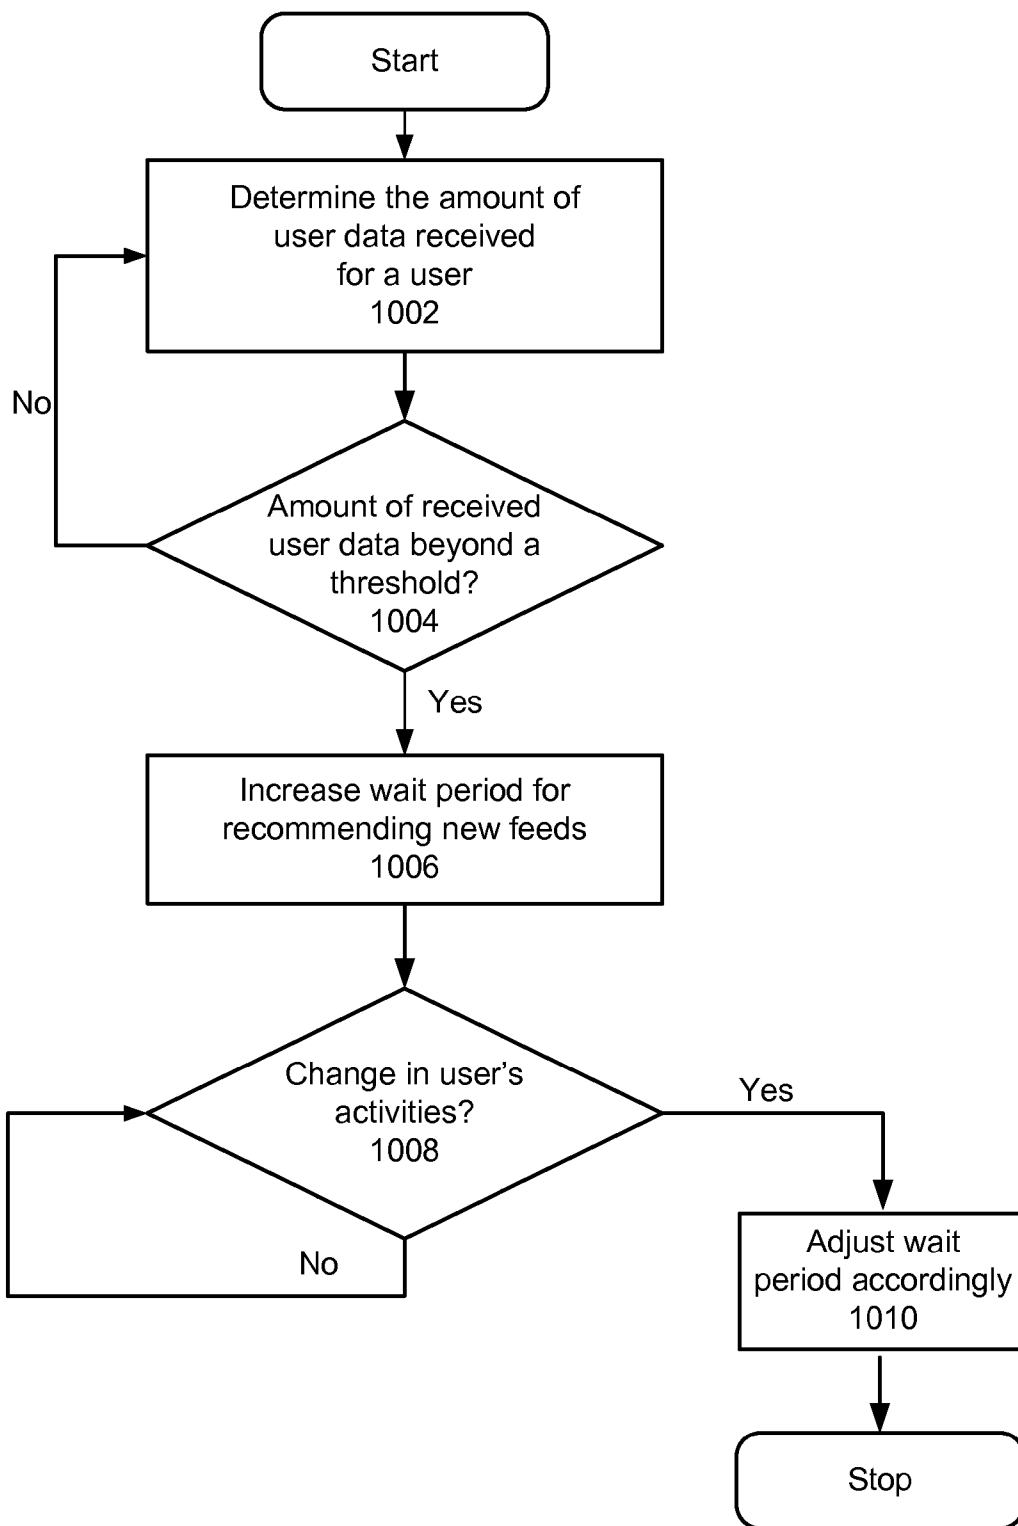 Start
Determine the amount of
user data received
for a user
1002
No
Amount of received
user data beyond a
threshold?
1004
Yes
Increase wait period for
recommending new feeds
1006
Change in user's
activities?
1008
Yes
No
Adjust wait
period accordingly
1010
Stop